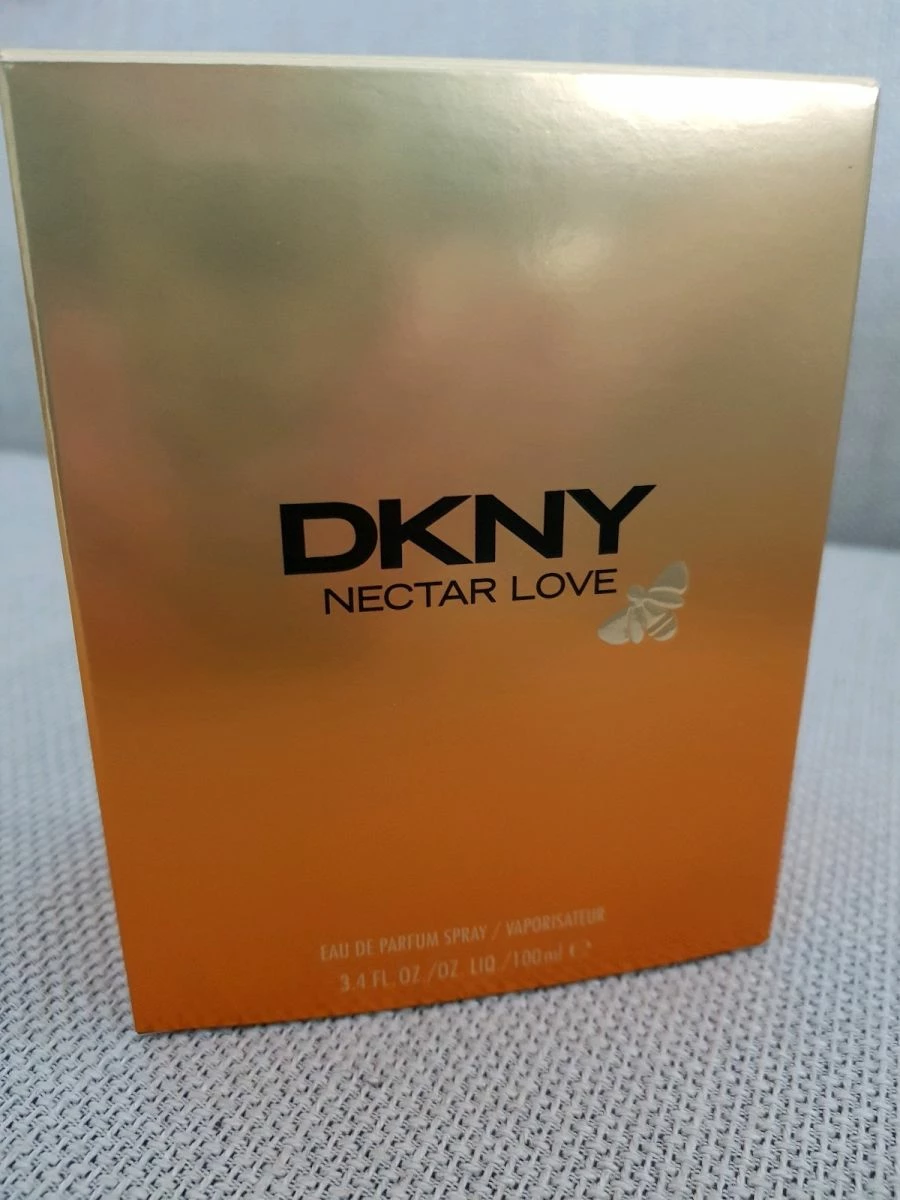 DKNY
NECTAR LOVE
EAU DE PARFUM SPRAY / VAPORISATEUR
3.4 FL. OZ./OZ. LIQ./100ml ℮